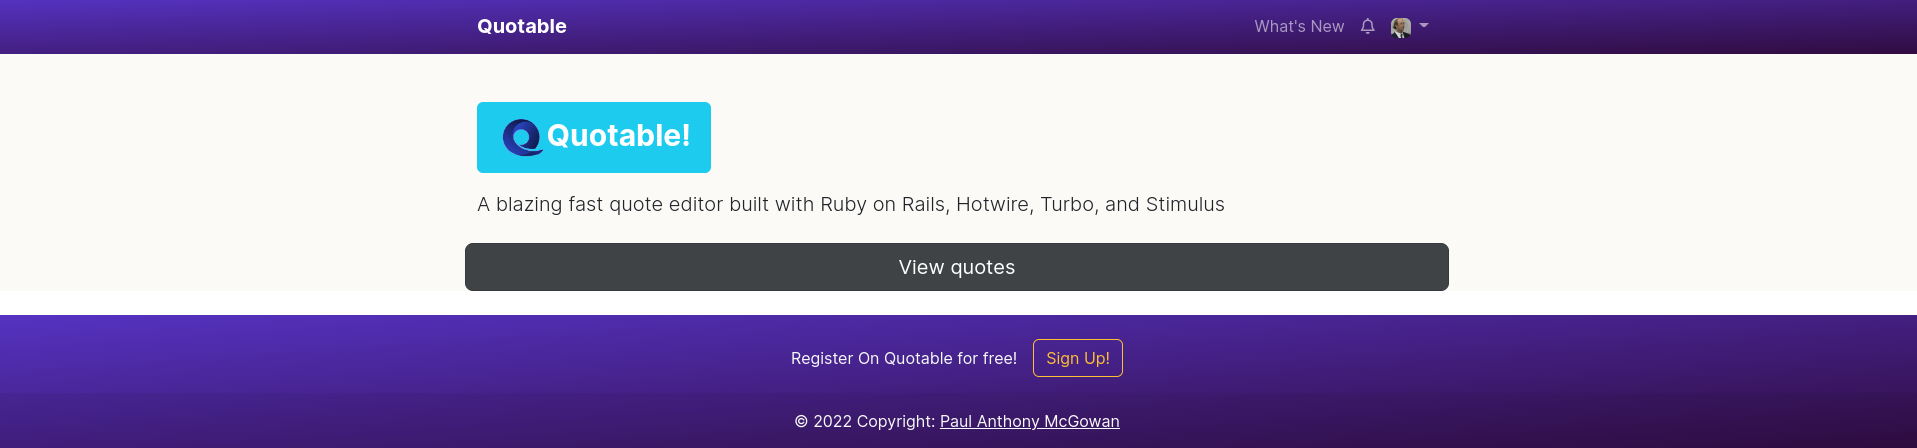 Quotable
What's New
Quotable!
A blazing fast quote editor built with Ruby on Rails, Hotwire, Turbo, and Stimulus
View quotes
Register On Quotable for free!
Sign Up!
© 2022 Copyright: Paul Anthony McGowan